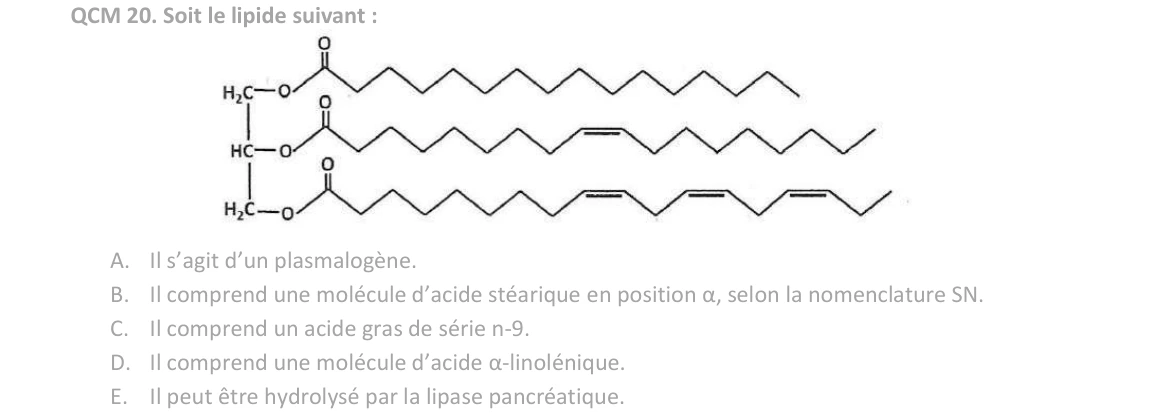 QCM 20. Soit le lipide suivant :
O
H₂C—O
O
HC—O
O
H₂C—O
A. Il s’agit d’un plasmalogène.
B. Il comprend une molécule d’acide stéarique en position α, selon la nomenclature SN.
C. Il comprend un acide gras de série n-9.
D. Il comprend une molécule d’acide α-linolénique.
E. Il peut être hydrolysé par la lipase pancréatique.